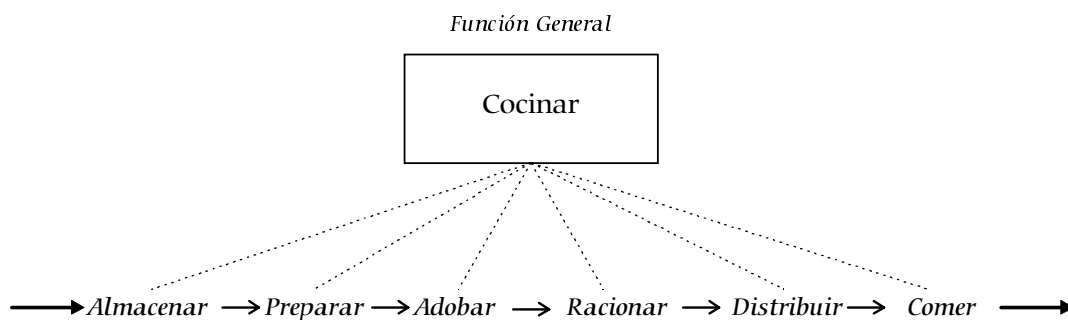 Función General
Cocinar
Almacenar Preparar Adobar Racionar Distribuir Comer